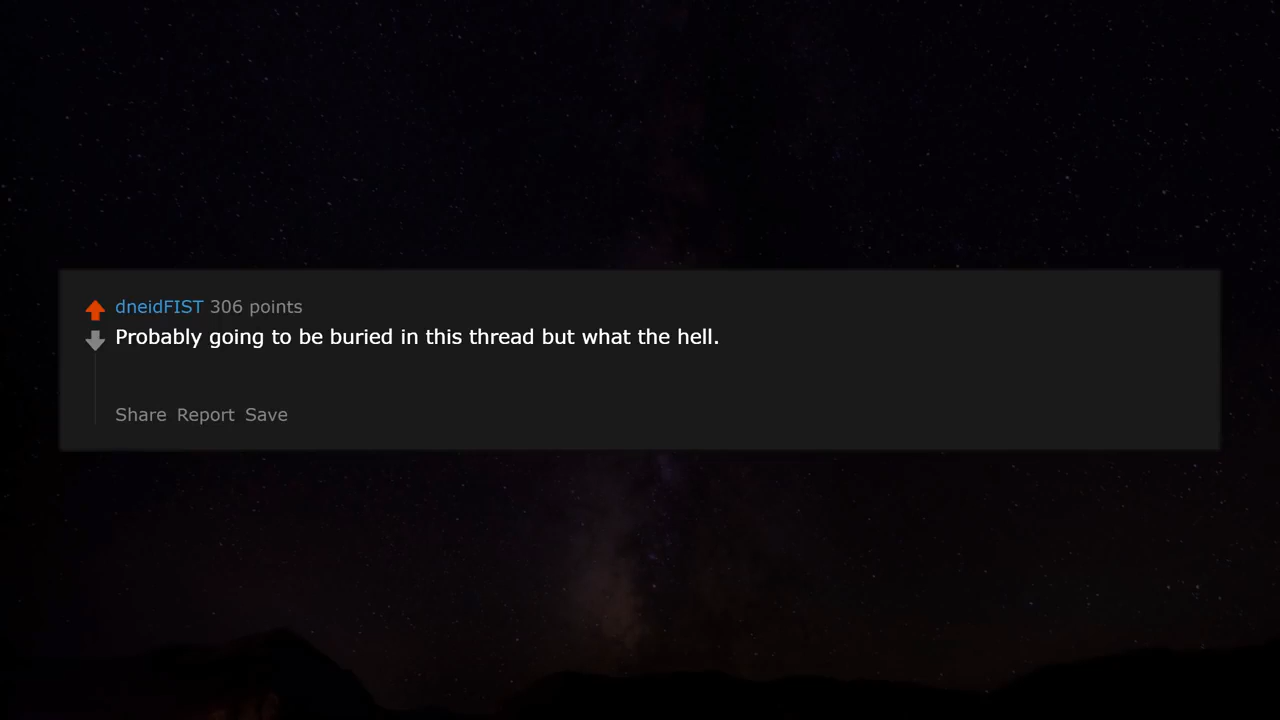 dneidFIST 306 points
Probably going to be buried in this thread but what the hell.
Share Report Save